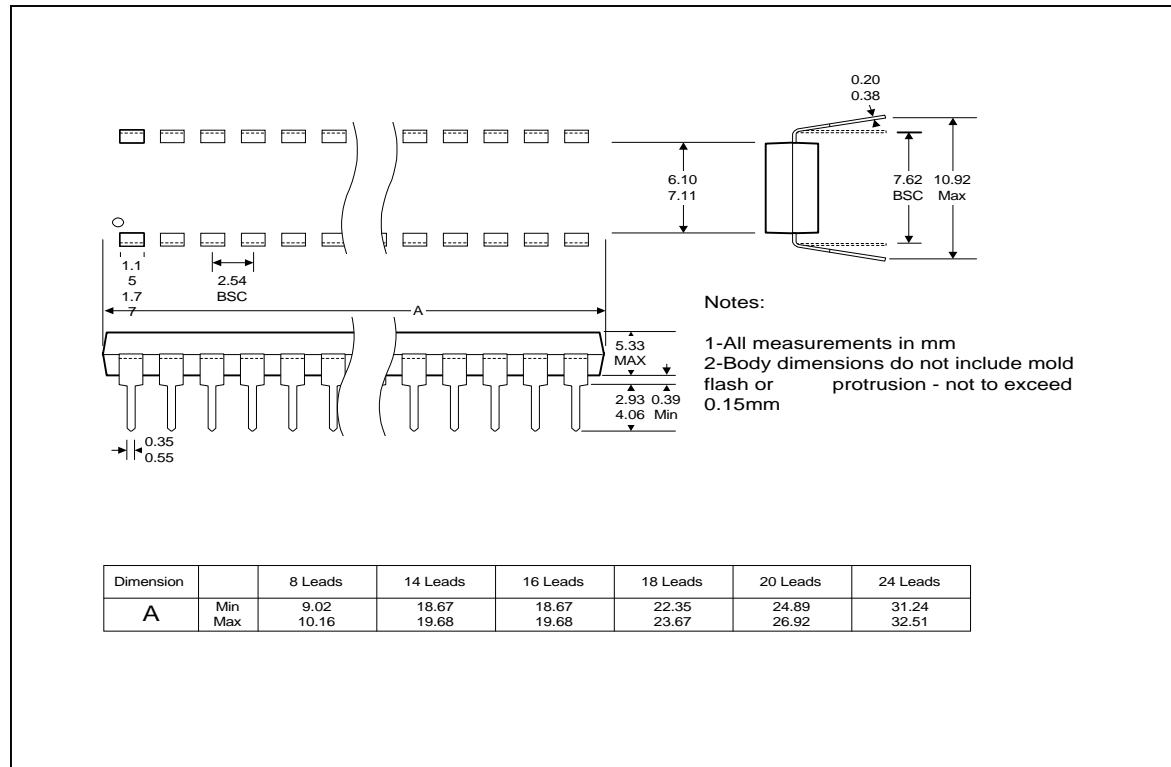 0.20
0.38
6.10
7.11
7.62
BSC
10.92
Max
1.1
5
1.7
7
2.54
BSC
A
5.33
MAX
2.93
4.06
0.39
Min
0.35
0.55
Notes:
1-All measurements in mm
2-Body dimensions do not include mold
flash or protrusion - not to exceed
0.15mm
Dimension 8 Leads 14 Leads 16 Leads 18 Leads 20 Leads 24 Leads
A Min 9.02 18.67 18.67 22.35 24.89 31.24
Max 10.16 19.68 19.68 23.67 26.92 32.51